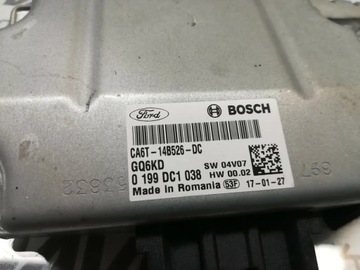 Ford BOSCH
CA6T-14B526-DC
GQ6KD SW 04V07
0 199 DC1 038 HW 00.02
Made in Romania 53F 17-01-27